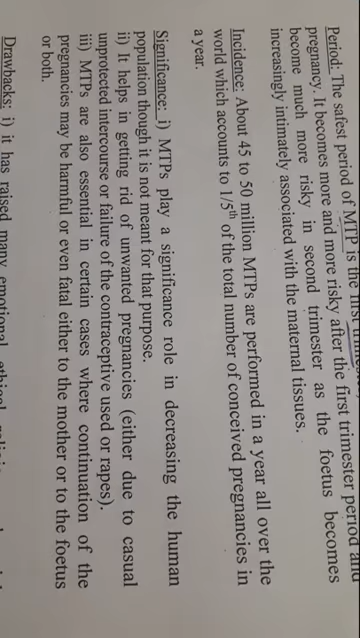 Period: The safest period of MTP is the first
pregnancy. It becomes more and more risky after the first trimester period and
become much more risky in second trimester as the foetus becomes
increasingly intimately associated with the maternal tissues.
Incidence: About 45 to 50 million MTPs are performed in a year all over the
world which accounts to 1/5th of the total number of conceived pregnancies in
a year.
Significance: i) MTPs play a significance role in decreasing the human
population though it is not meant for that purpose.
ii) It helps in getting rid of unwanted pregnancies (either due to casual
unprotected intercourse or failure of the contraceptive used or rapes).
iii) MTPs are also essential in certain cases where continuation of the
pregnancies may be harmful or even fatal either to the mother or to the foetus
or both.
Drawbacks: i) it has raised many emotional, ethical,